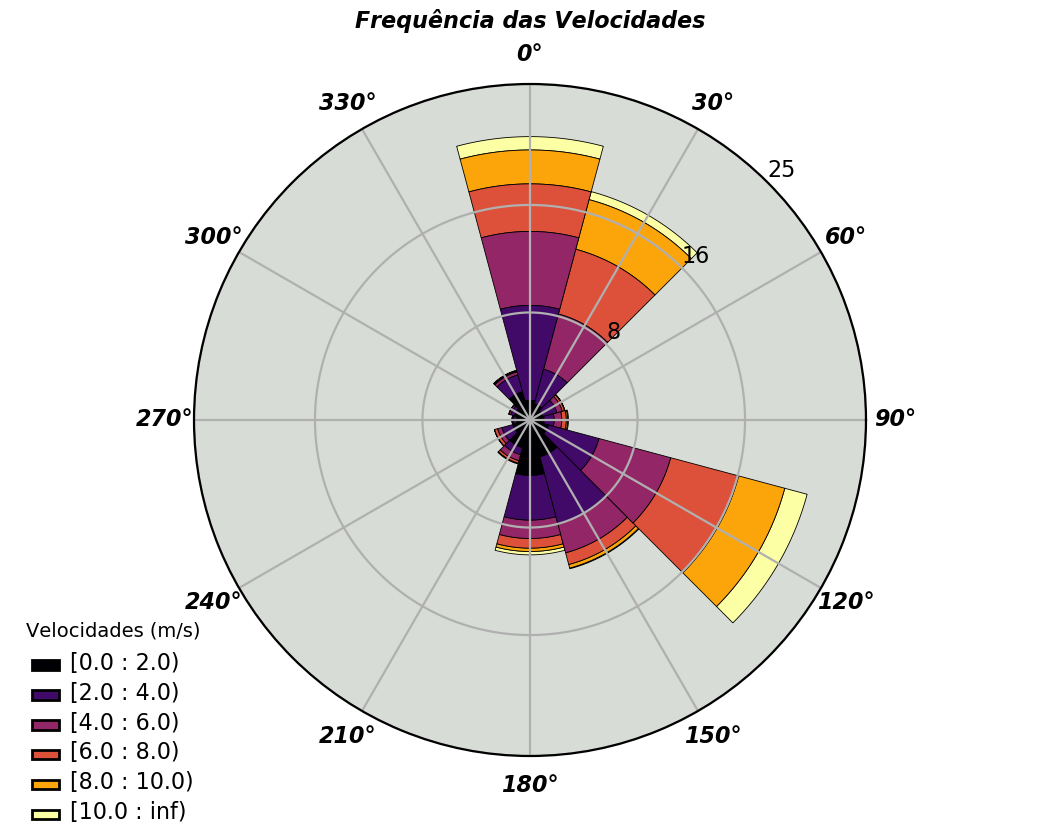 Frequência das Velocidades
0°
330°
30°
25
300°
60°
16
8
270°
90°
240°
120°
210°
150°
180°
Velocidades (m/s)
[0.0 : 2.0)
[2.0 : 4.0)
[4.0 : 6.0)
[6.0 : 8.0)
[8.0 : 10.0)
[10.0 : inf)